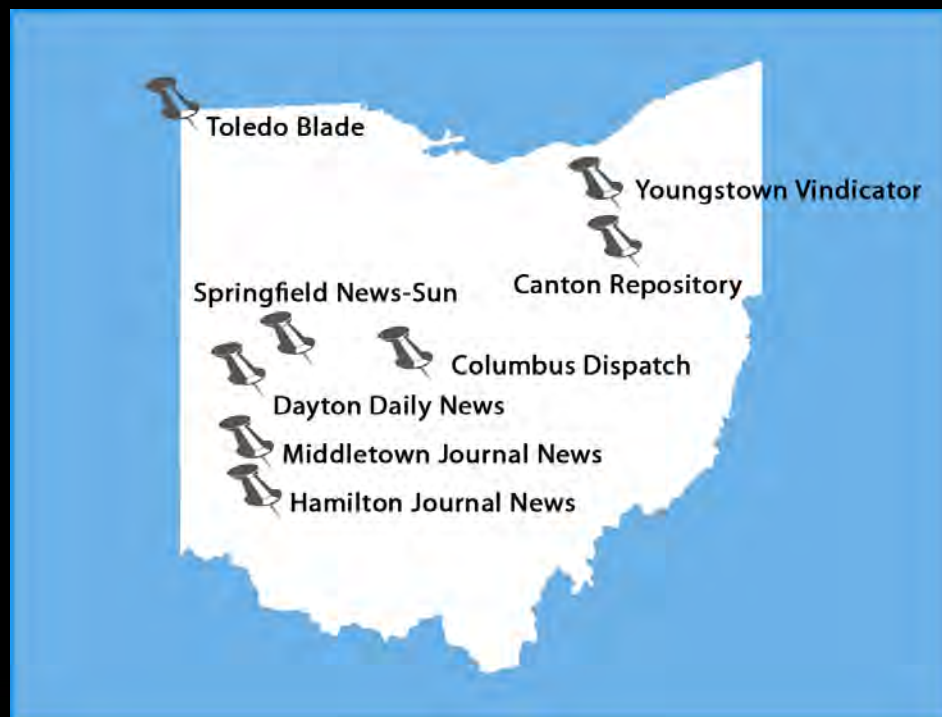 Toledo Blade
Youngstown Vindicator
Canton Repository
Springfield News-Sun
Columbus Dispatch
Dayton Daily News
Middletown Journal News
Hamilton Journal News